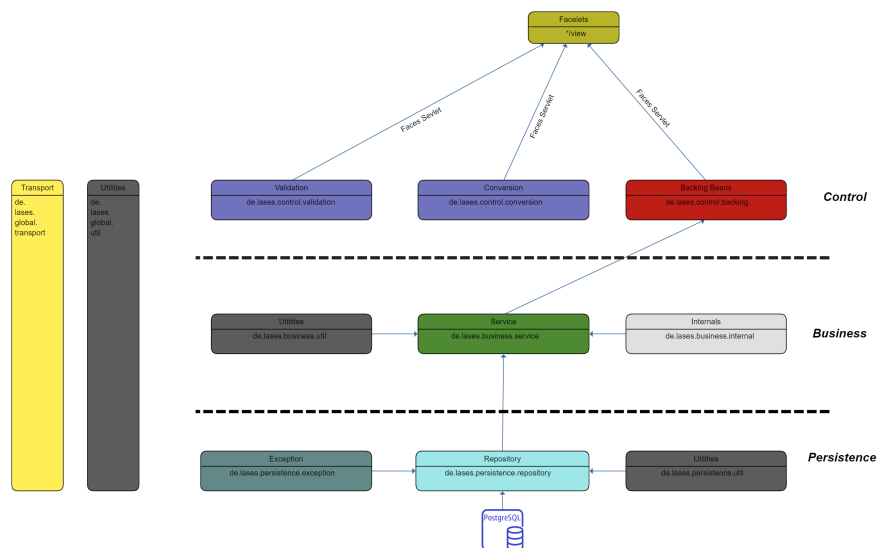 Facelets
*/view
Faces Sevlet
Faces Servlet
Faces Servlet
Transport
de.
lases.
global.
transport
Utilities
de.
lases.
global.
util
Validation
de.lases.control.validation
Conversion
de.lases.control.conversion
Backing Beans
de.lases.control.backing
Control
Utilities
de.lases.business.util
Service
de.lases.business.service
Internals
de.lases.business.internal
Business
Exception
de.lases.persistence.exception
Repository
de.lases.persistence.repository
Utilities
de.lases.persistence.util
Persistence
PostgreSQL